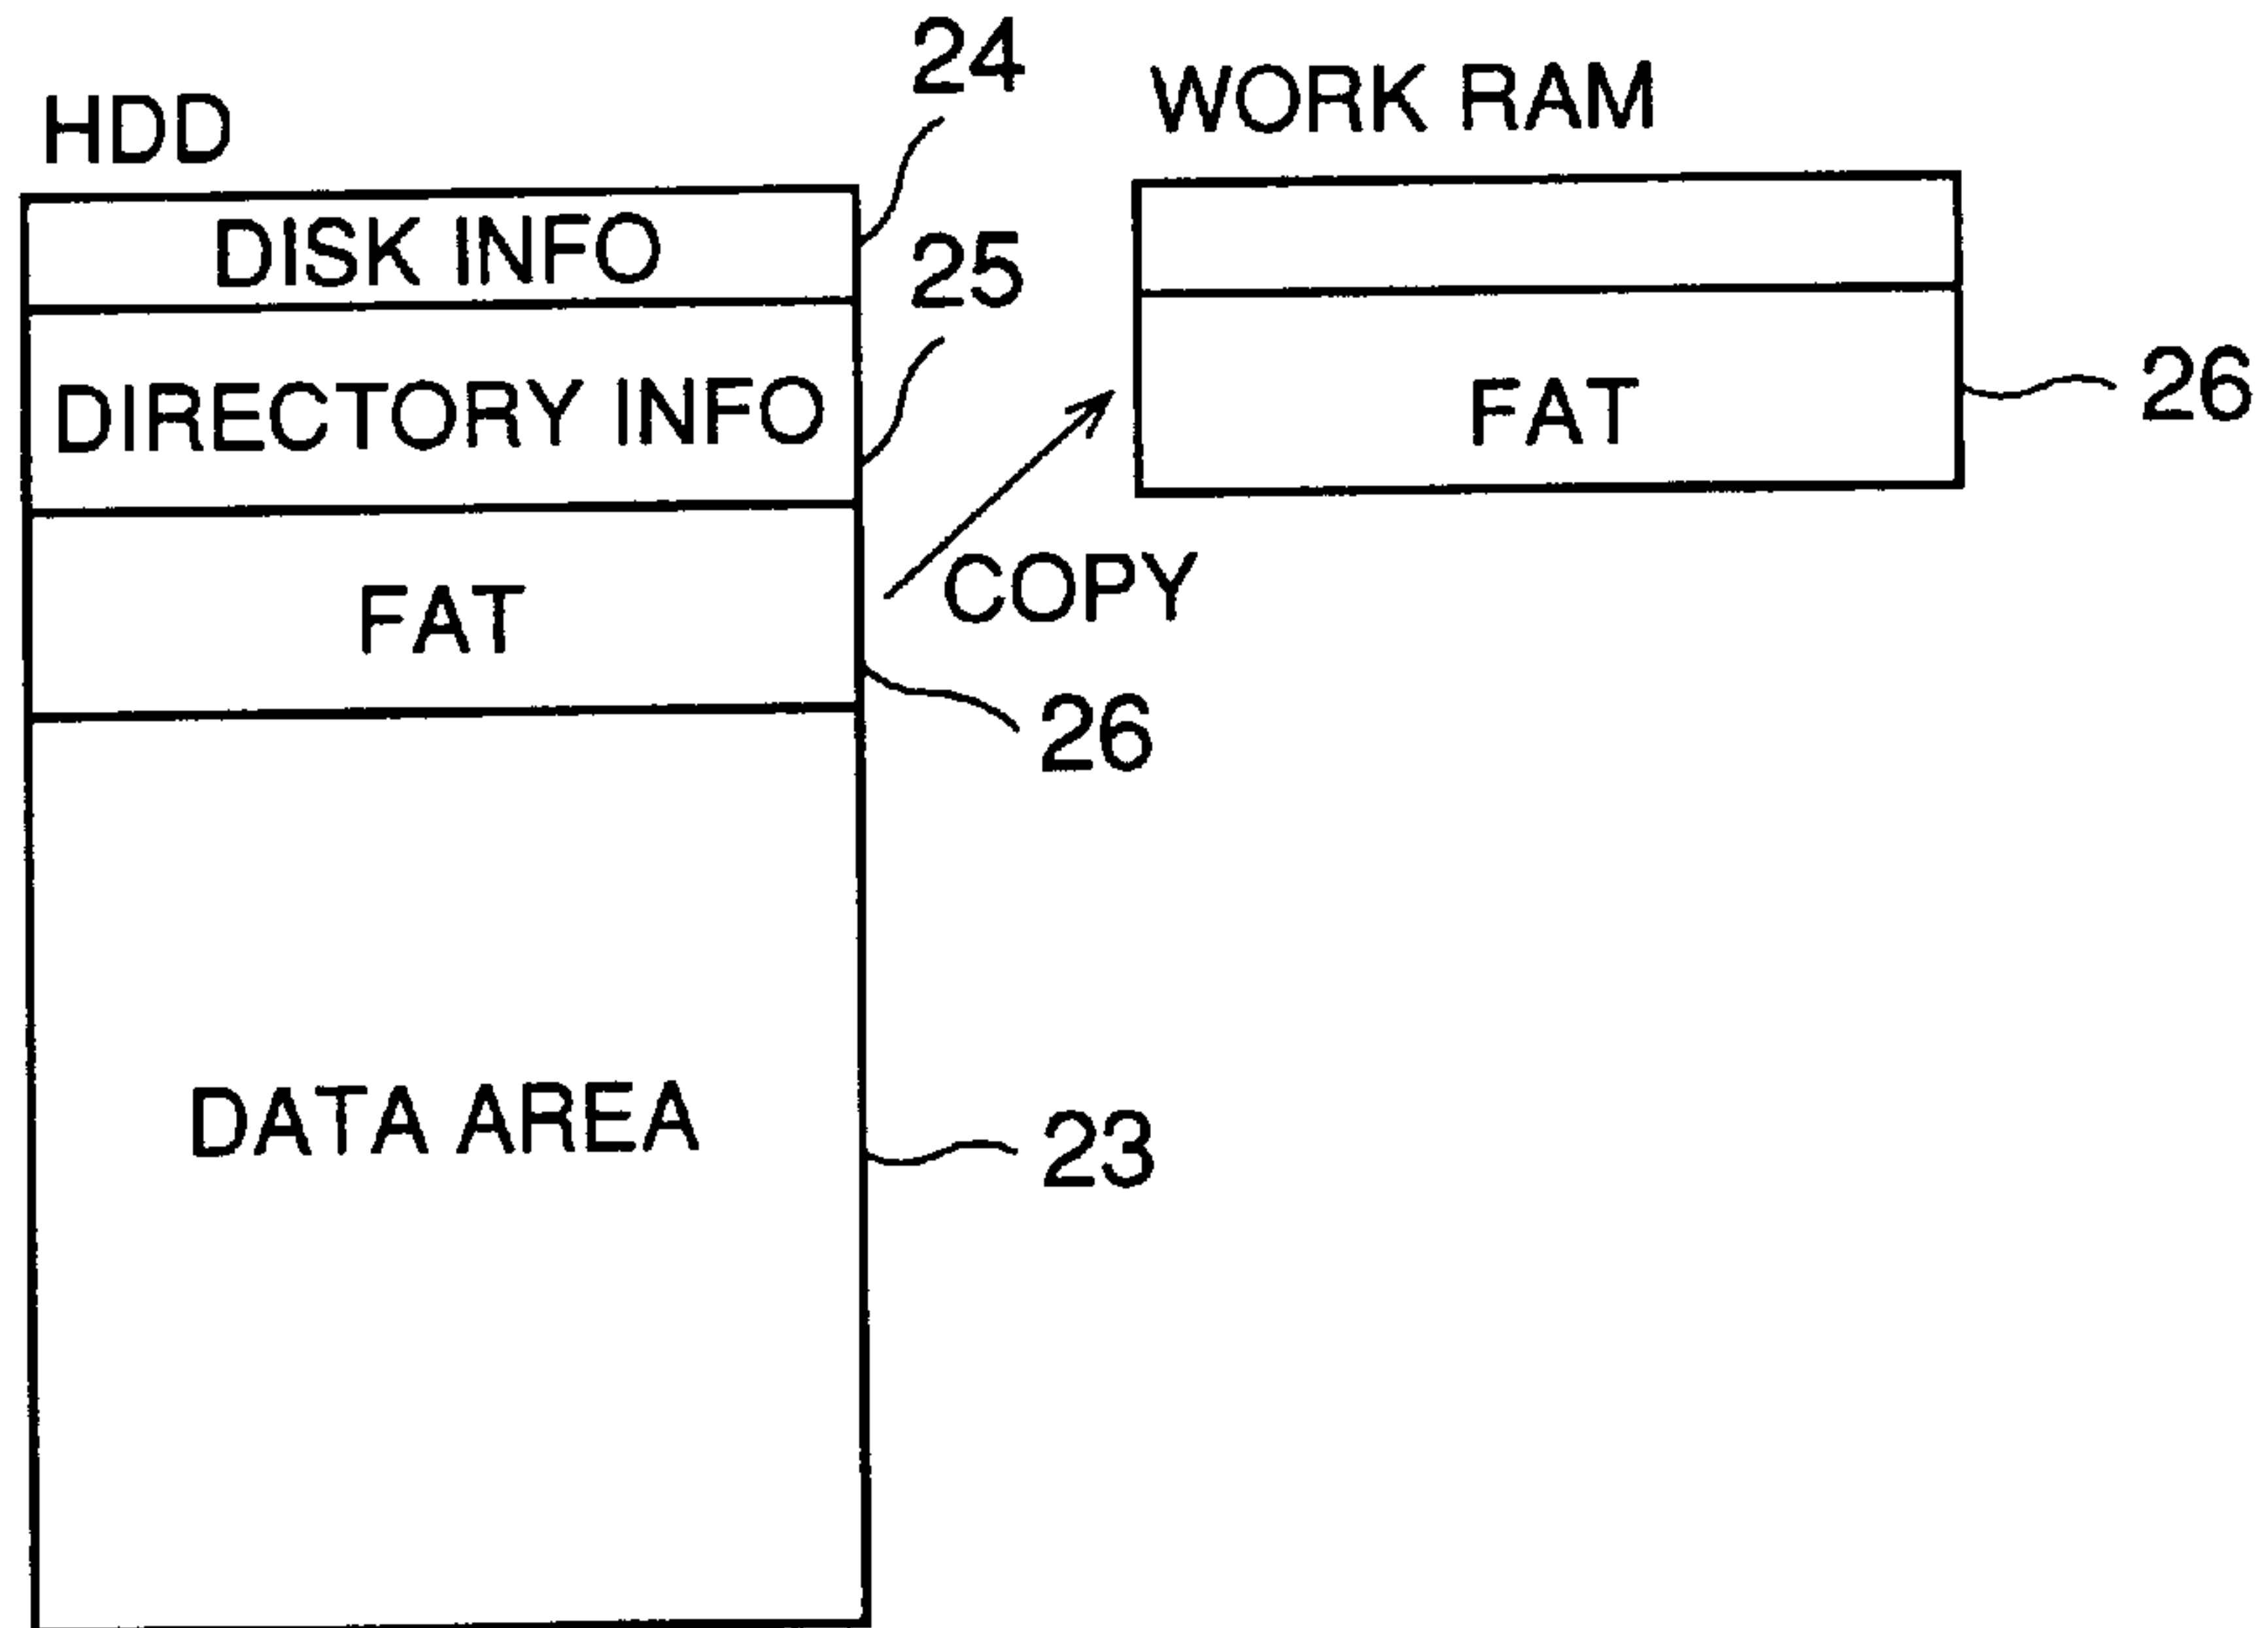 HDD
24
DISK INFO
25
DIRECTORY INFO
FAT
26
DATA AREA
23
COPY
WORK RAM
FAT
26